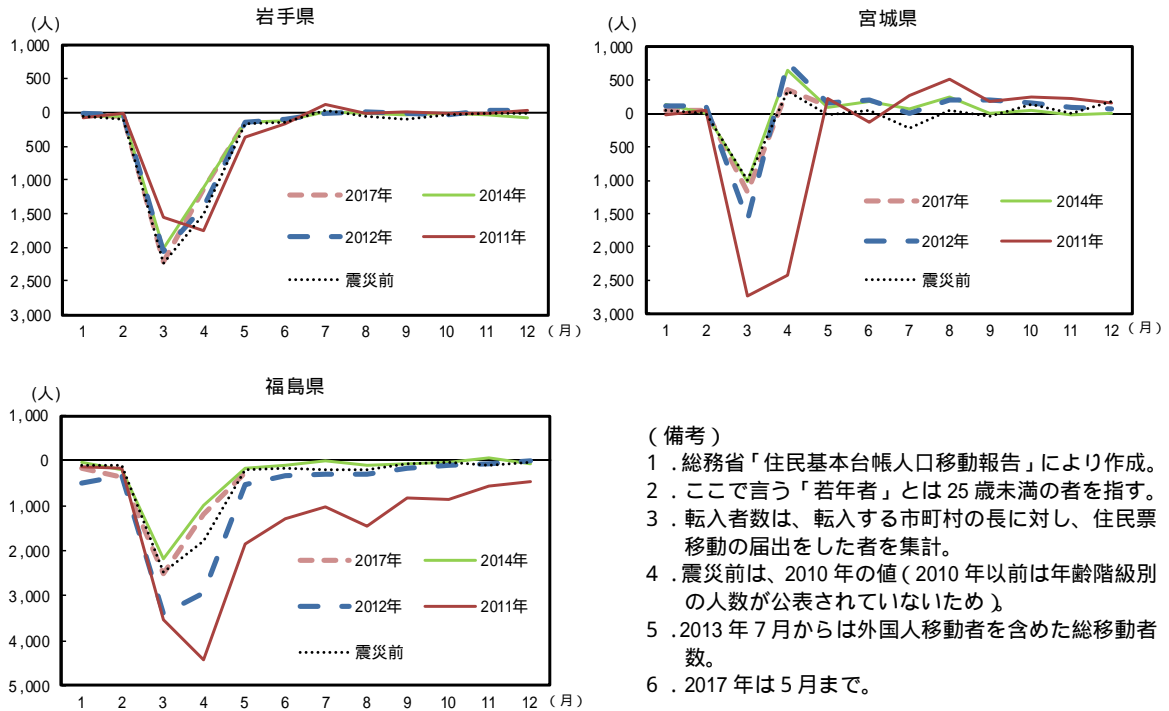 岩手県
(人)
1,000
500
0
500
1,000
1,500
2,000
2,500
3,000
2017年
2014年
2012年
2011年
震災前
1 2 3 4 5 6 7 8 9 10 11 12 (月)
宮城県
(人)
1,000
500
0
500
1,000
1,500
2,000
2,500
3,000
2017年
2014年
2012年
2011年
震災前
1 2 3 4 5 6 7 8 9 10 11 12 (月)
福島県
(人)
1,000
0
1,000
2,000
3,000
4,000
5,000
2017年
2014年
2012年
2011年
震災前
1 2 3 4 5 6 7 8 9 10 11 12 (月)
(備考)
1.総務省「住民基本台帳人口移動報告」により作成。
2.ここで言う「若年者」とは25歳未満の者を指す。
3.転入者数は、転入する市町村の長に対し、住民票
移動の届出をした者を集計。
4.震災前は、2010年の値(2010年以前は年齢階級別
の人数が公表されていないため)。
5.2013年7月からは外国人移動者を含めた総移動者
数。
6.2017年は5月まで。